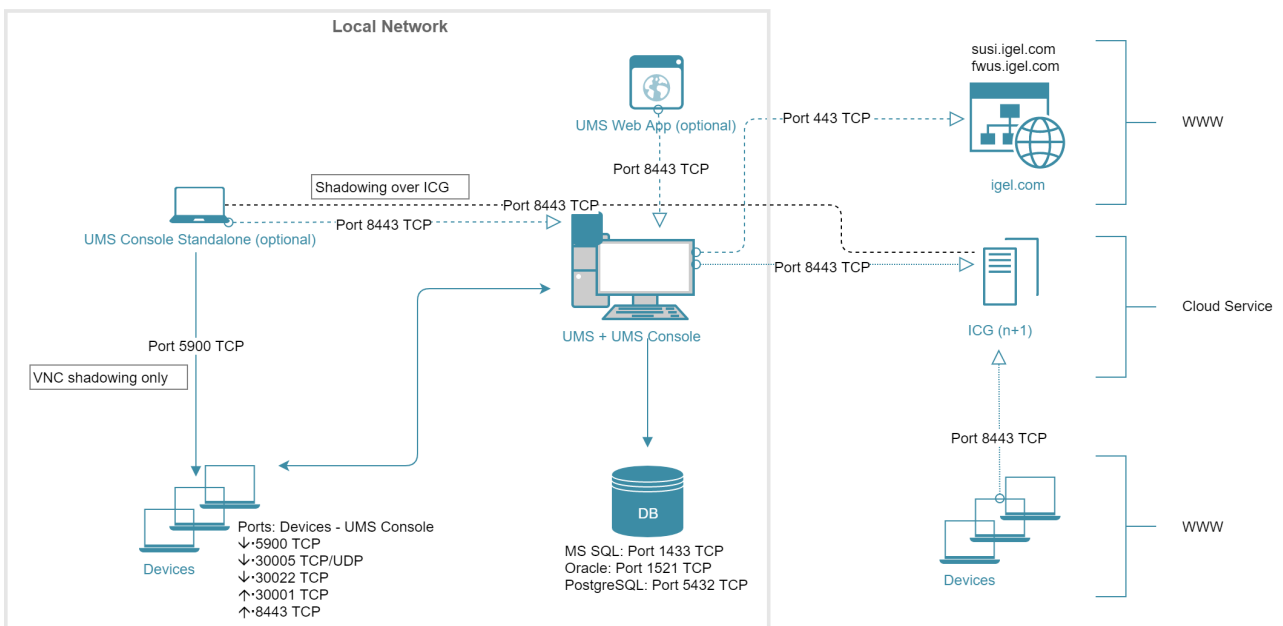 Local Network
susi.igel.com
fwus.igel.com
UMS Web App (optional)
Port 443 TCP
WWW
Port 8443 TCP
igel.com
Shadowing over ICG
Port 8443 TCP
Port 8443 TCP
UMS Console Standalone (optional)
Port 8443 TCP
Cloud Service
UMS + UMS Console
ICG (n+1)
Port 5900 TCP
VNC shadowing only
Port 8443 TCP
DB
Ports: Devices - UMS Console
↓·5900 TCP
↓·30005 TCP/UDP
↓·30022 TCP
↑·30001 TCP
↑·8443 TCP
Devices
MS SQL: Port 1433 TCP
Oracle: Port 1521 TCP
PostgreSQL: Port 5432 TCP
WWW
Devices